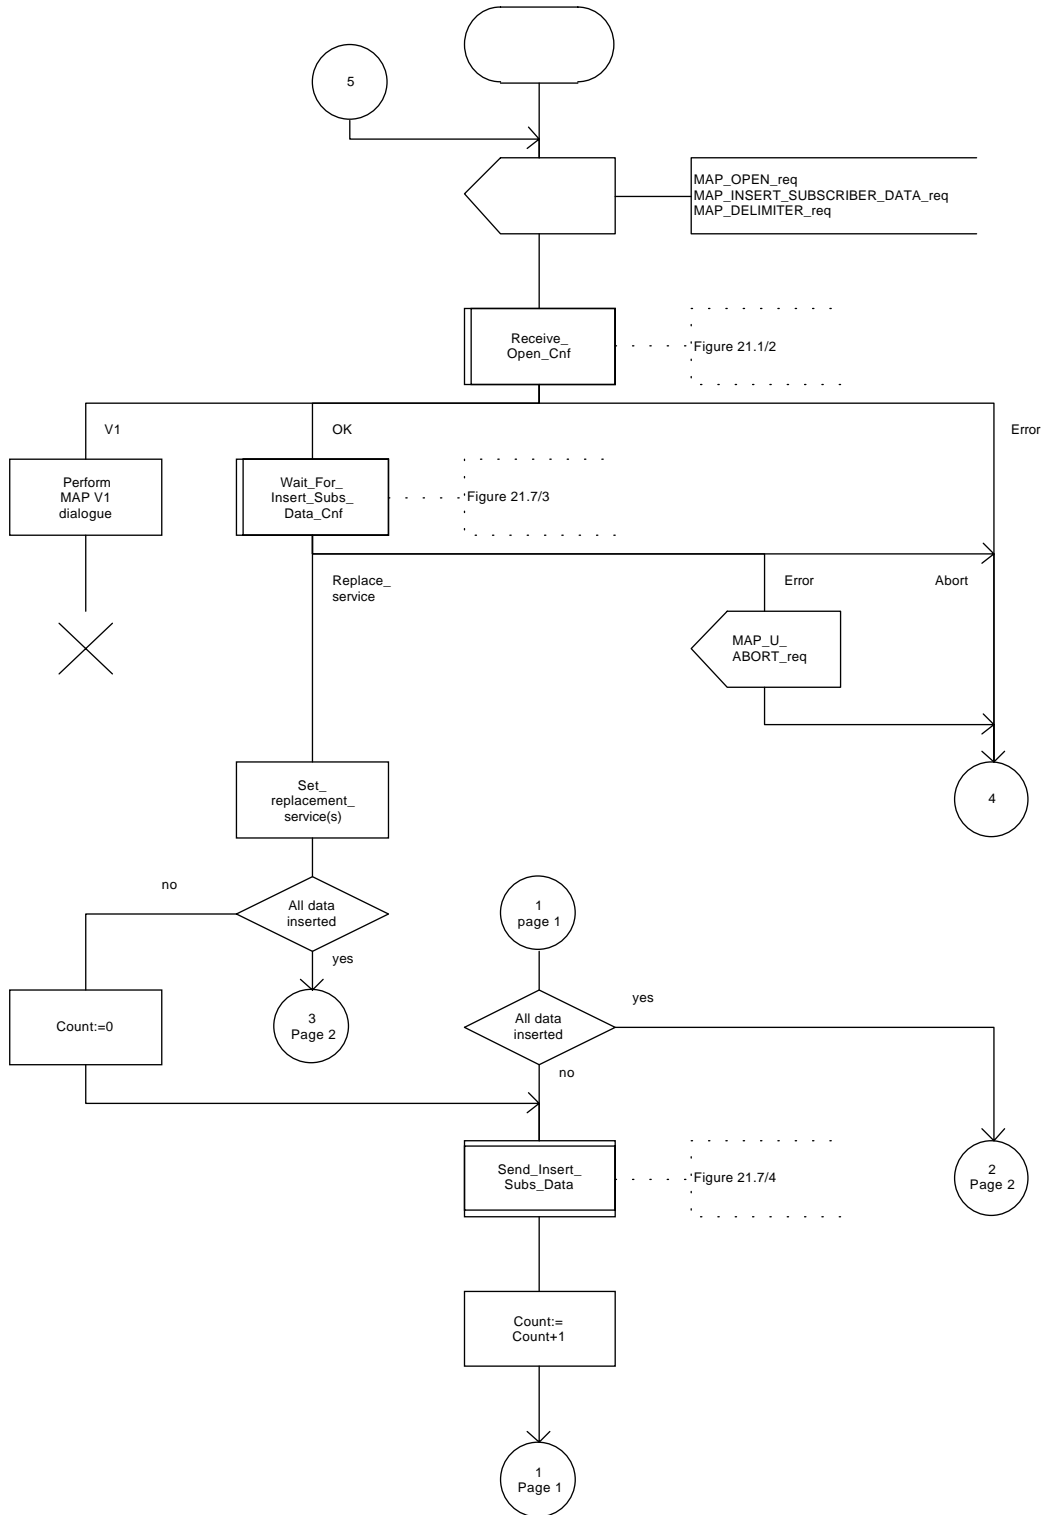 5
MAP_OPEN_req
MAP_INSERT_SUBSCRIBER_DATA_req
MAP_DELIMITER_req
Receive_
Open_Cnf
Figure 21.1/2
V1
OK
Error
Perform
MAP V1
dialogue
Wait_For_
Insert_Subs_
Data_Cnf
Figure 21.7/3
Replace_
service
Error
Abort
MAP_U_
ABORT_req
Set_
replacement_
service(s)
4
no
All data
inserted
yes
1
page 1
Count:=0
3
Page 2
All data
inserted
yes
no
Send_Insert_
Subs_Data
Figure 21.7/4
2
Page 2
Count:=
Count+1
1
Page 1